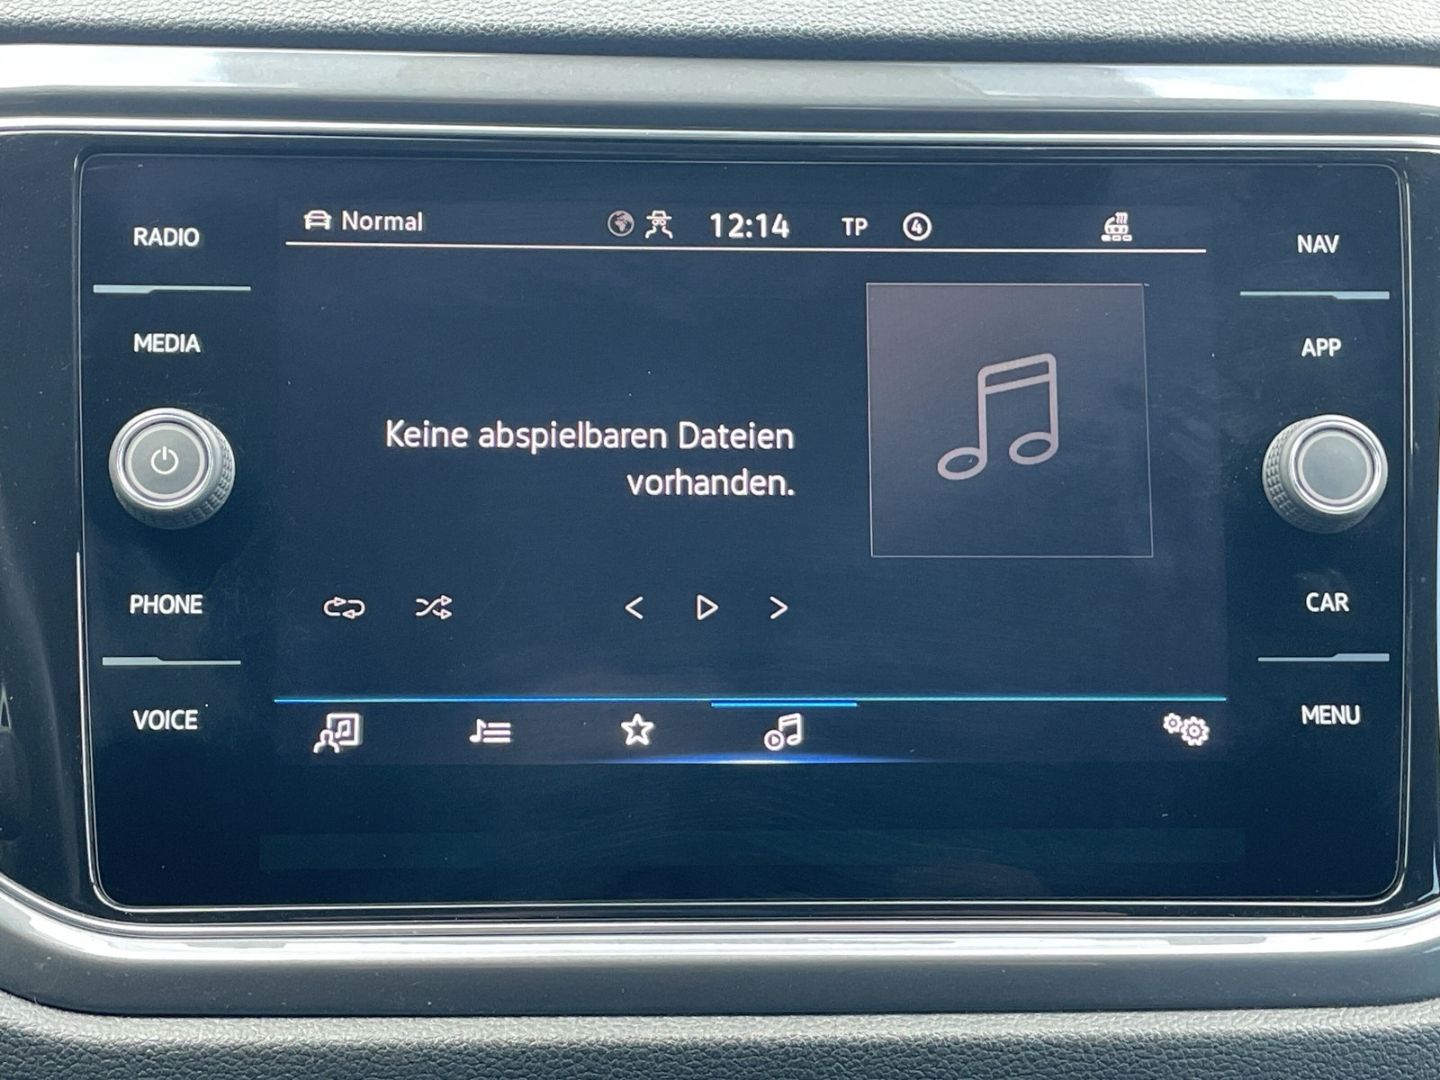 Normal 12:14 TP 4
RADIO
NAV
MEDIA
APP
Keine abspielbaren Dateien
vorhanden.
PHONE
CAR
VOICE
MENU